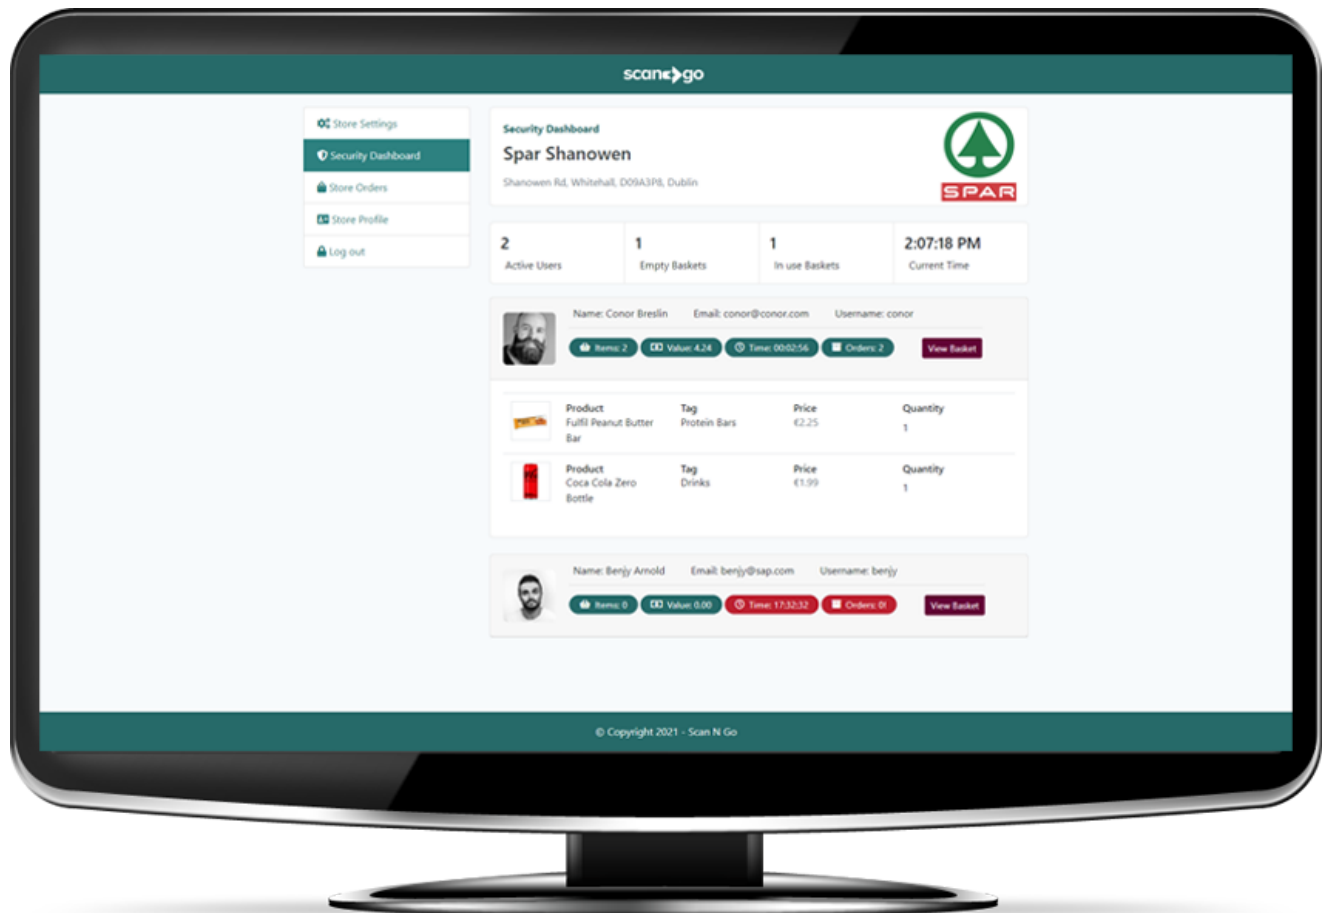 scan go
Store Settings
Security Dashboard
Store Orders
Store Profile
Log out
Security Dashboard
Spar Shanowen
Shanowen Rd, Whitehall, D09A3P8, Dublin
SPAR
2 1 1 2:07:18 PM
Active Users Empty Baskets In use Baskets Current Time
Name: Conor Breslin Email: conor@conor.com Username: conor
Items: 2 Value: 4.24 Time: 00:02:56 Orders: 2 View Basket
Product Tag Price Quantity
Fulfil Peanut Butter Protein Bars €2.25 1
Bar
Product Tag Price Quantity
Coca Cola Zero Drinks €1.99 1
Bottle
Name: Benjy Arnold Email: benjy@sap.com Username: benjy
Items: 0 Value: 0.00 Time: 17:32:32 Orders: 0! View Basket
© Copyright 2021 - Scan N Go